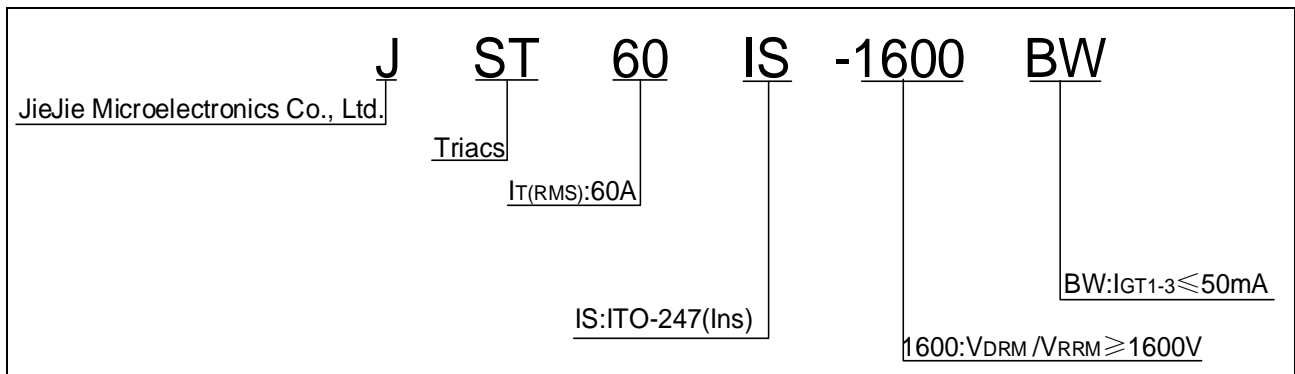 J ST 60 IS -1600 BW
JieJie Microelectronics Co., Ltd.
Triacs
IT(RMS):60A
BW:IGT1-3≤50mA
IS:ITO-247(Ins)
1600:VDRM /VRRM≥1600V